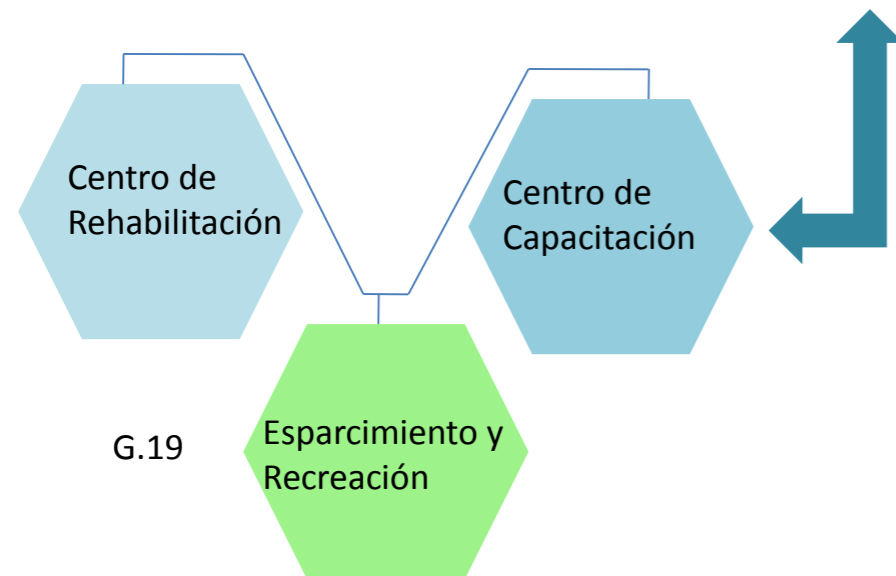 Centro de
Rehabilitación
Centro de
Capacitación
G.19
Esparcimiento y
Recreación